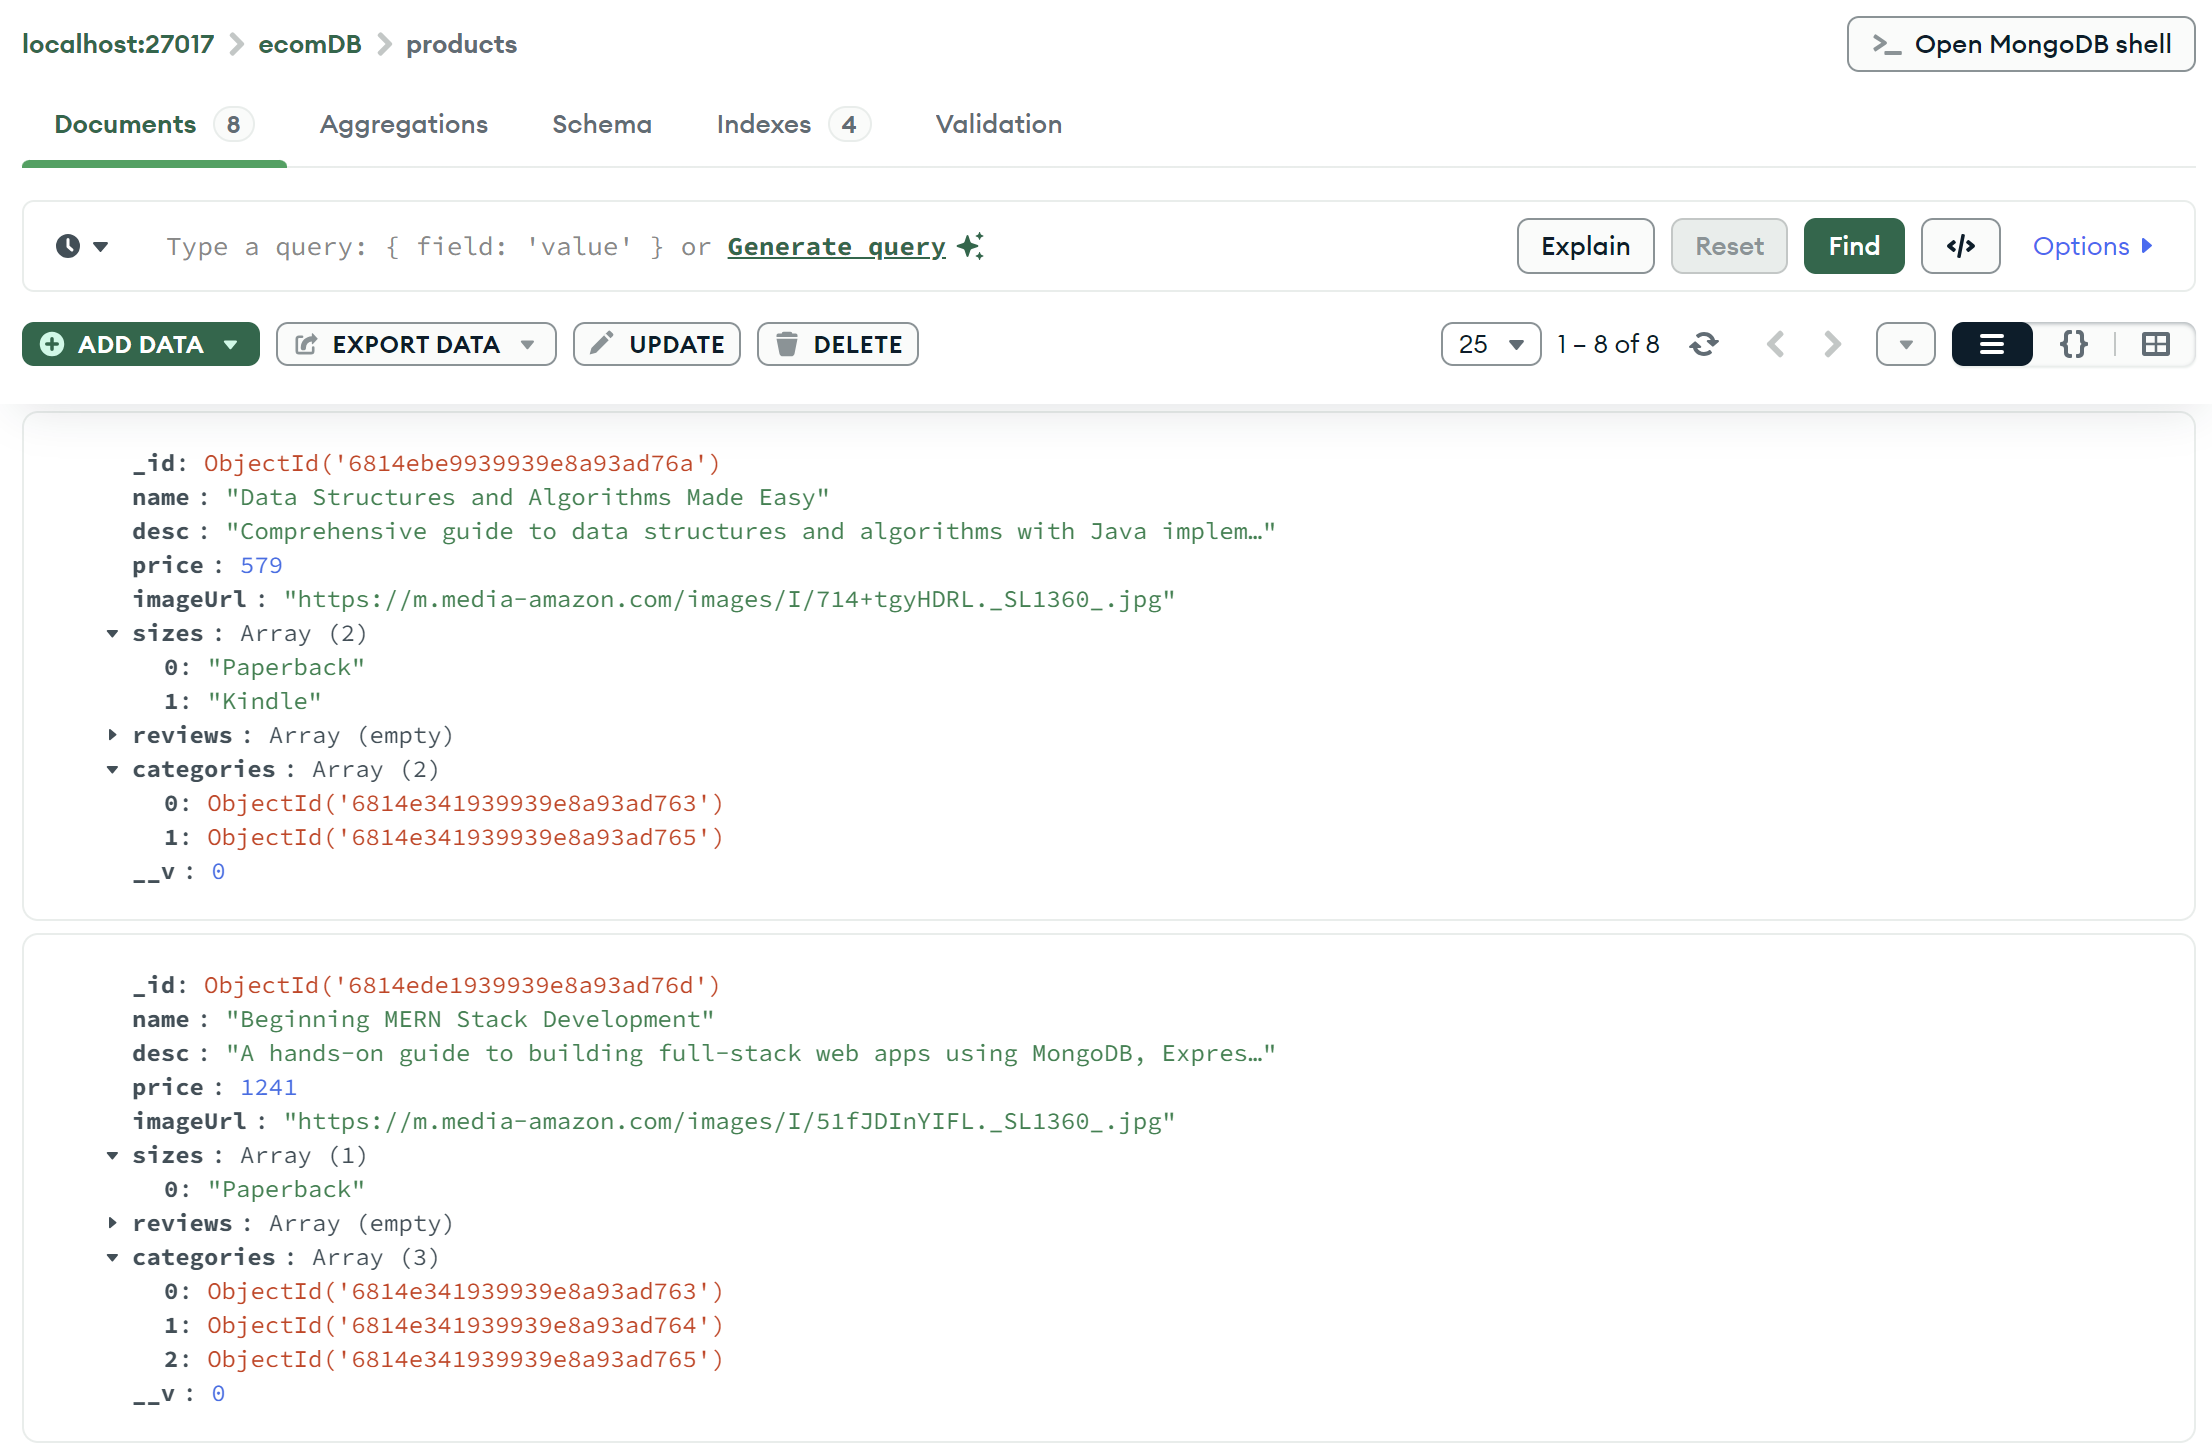 localhost:27017 > ecomDB > products
>_ Open MongoDB shell
Documents 8 Aggregations Schema Indexes 4 Validation
Type a query: { field: 'value' } or Generate query
Explain Reset Find </> Options
ADD DATA EXPORT DATA UPDATE DELETE
25 1 – 8 of 8 {}
_id: ObjectId('6814ebe9939939e8a93ad76a')
name : "Data Structures and Algorithms Made Easy"
desc : "Comprehensive guide to data structures and algorithms with Java implem…"
price : 579
imageUrl : "https://m.media-amazon.com/images/I/714+tgyHDRL._SL1360_.jpg"
sizes : Array (2)
0: "Paperback"
1: "Kindle"
reviews : Array (empty)
categories : Array (2)
0: ObjectId('6814e341939939e8a93ad763')
1: ObjectId('6814e341939939e8a93ad765')
__v : 0
_id: ObjectId('6814ede1939939e8a93ad76d')
name : "Beginning MERN Stack Development"
desc : "A hands-on guide to building full-stack web apps using MongoDB, Expres…"
price : 1241
imageUrl : "https://m.media-amazon.com/images/I/51fJDInYIFL._SL1360_.jpg"
sizes : Array (1)
0: "Paperback"
reviews : Array (empty)
categories : Array (3)
0: ObjectId('6814e341939939e8a93ad763')
1: ObjectId('6814e341939939e8a93ad764')
2: ObjectId('6814e341939939e8a93ad765')
__v : 0